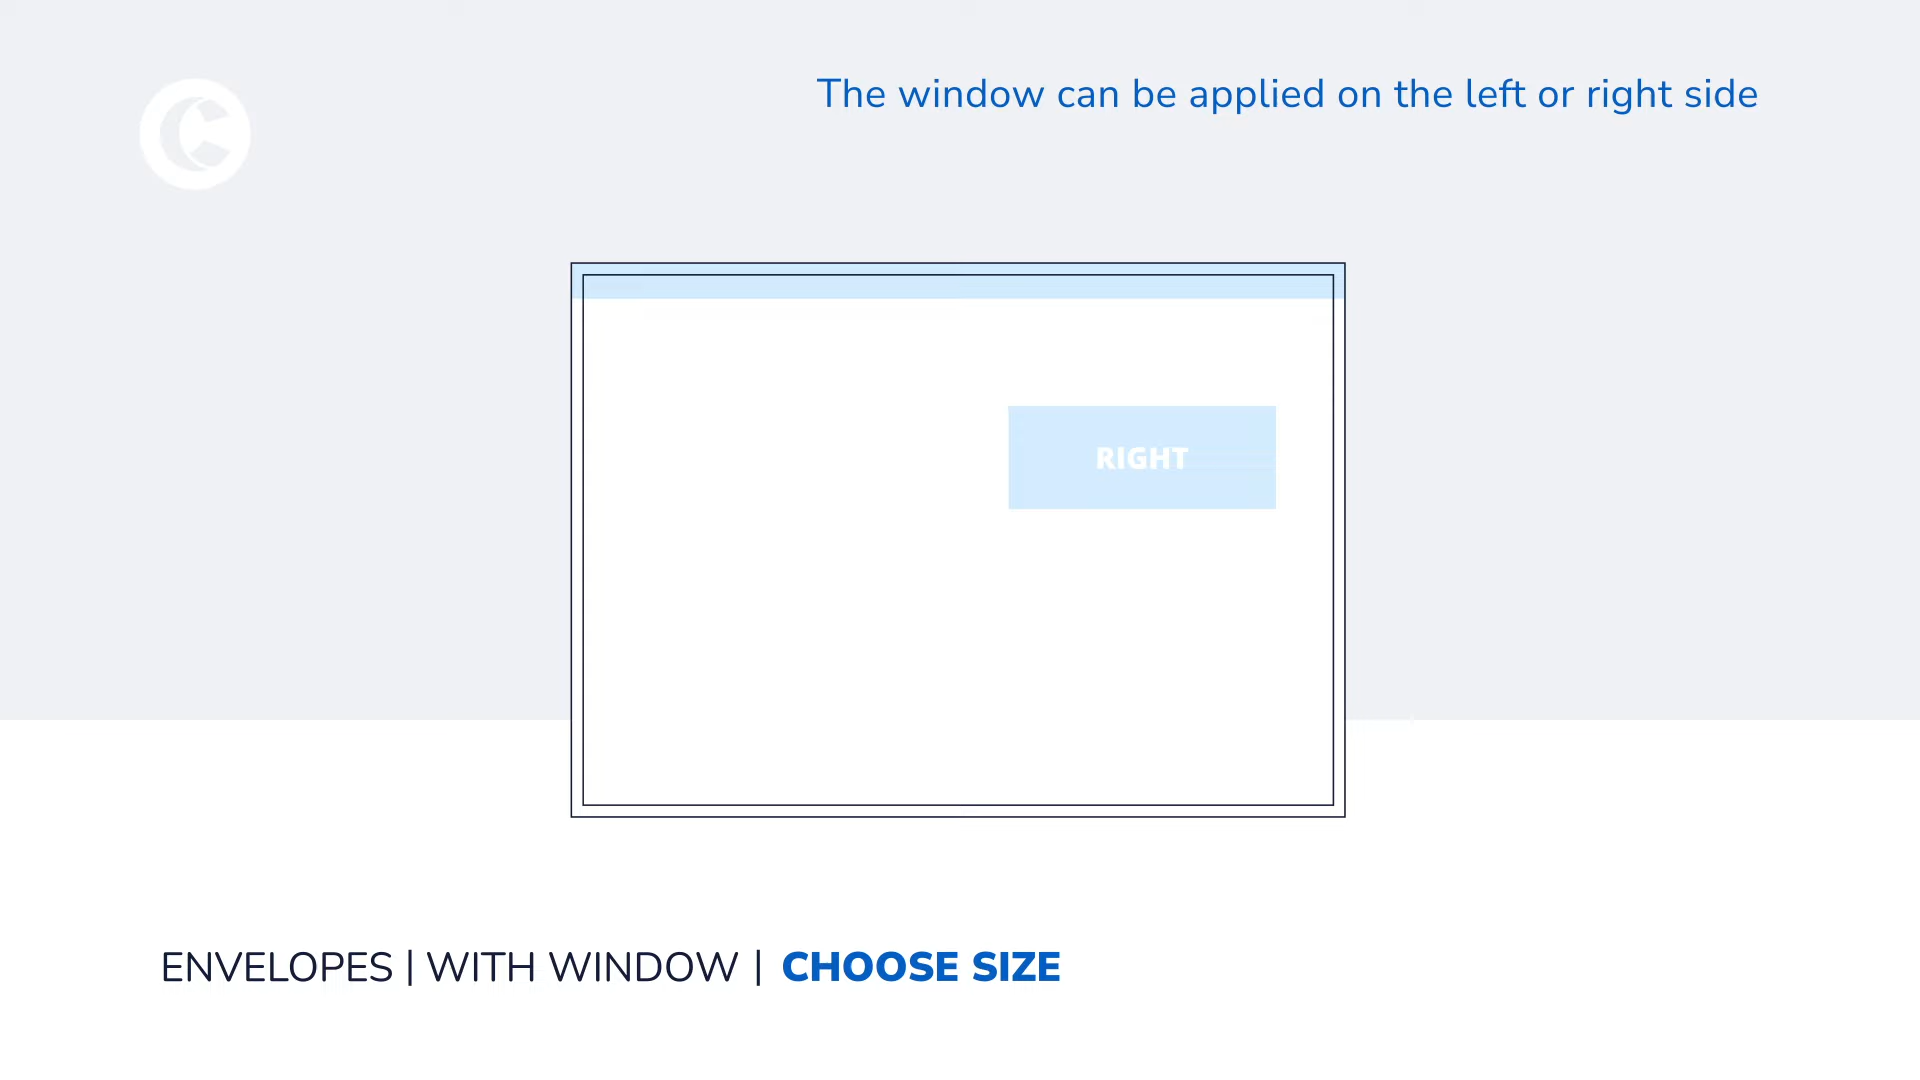 The window can be applied on the left or right side
RIGHT
ENVELOPES | WITH WINDOW | CHOOSE SIZE